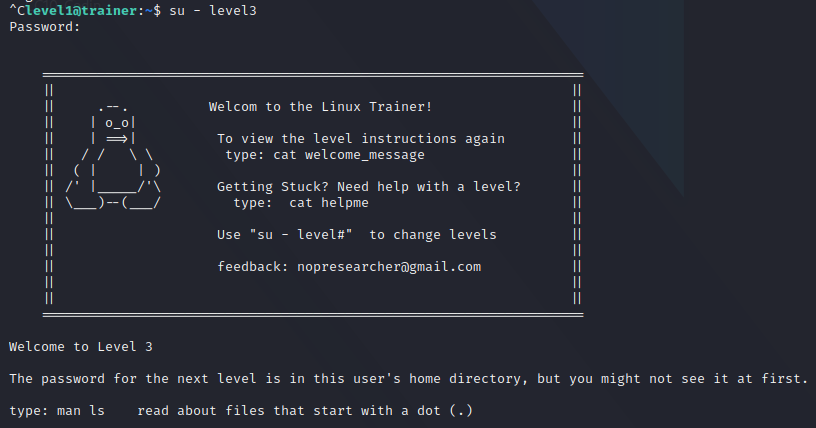 ^Clevel1@trainer:~$ su - level3
Password:
Welcom to the Linux Trainer!
To view the level instructions again
type: cat welcome_message
Getting Stuck? Need help with a level?
type:  cat helpme
Use "su - level#"  to change levels
feedback: nopresearcher@gmail.com
Welcome to Level 3
The password for the next level is in this user's home directory, but you might not see it at first.
type: man ls    read about files that start with a dot (.)